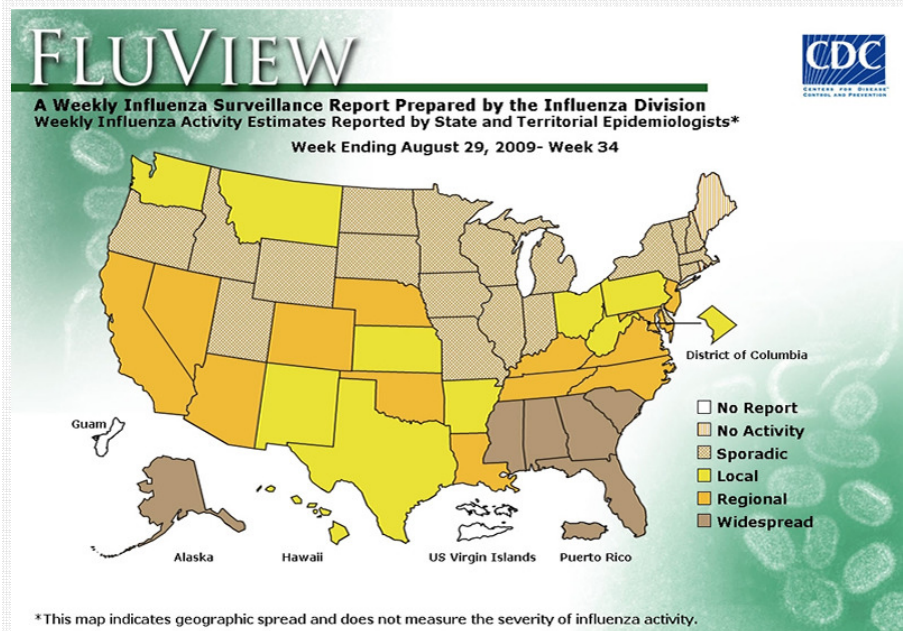 FLUVIEW
CDC
CENTERS FOR DISEASE
CONTROL AND PREVENTION
A Weekly Influenza Surveillance Report Prepared by the Influenza Division
Weekly Influenza Activity Estimates Reported by State and Territorial Epidemiologists*
Week Ending August 29, 2009- Week 34
District of Columbia
No Report
No Activity
Sporadic
Local
Regional
Widespread
Guam
Alaska
Hawaii
US Virgin Islands
Puerto Rico
*This map indicates geographic spread and does not measure the severity of influenza activity.